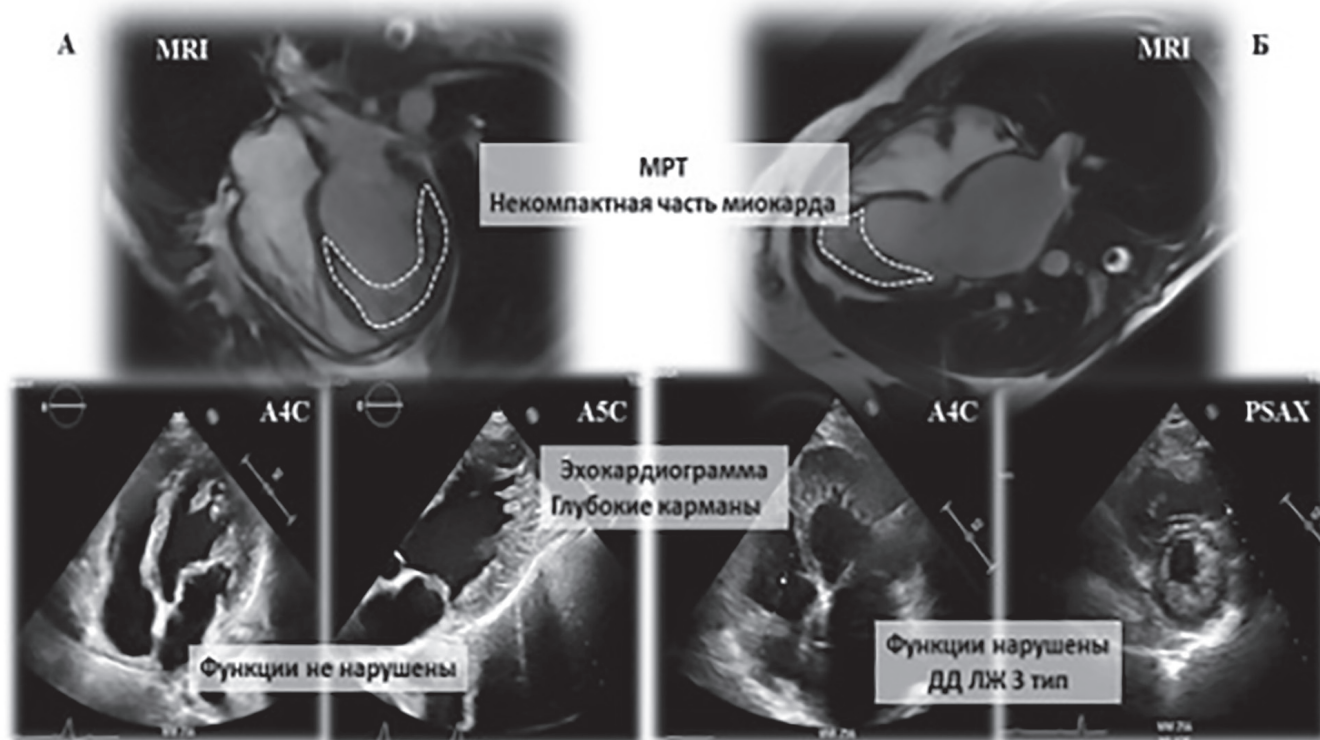 А
MRI
MRI
Б
МРТ
Некомпактная часть миокарда
A4C
A5C
A4C
PSAX
Эхокардиограмма
Глубокие карманы
Функции не нарушены
Функции нарушены
ДД ЛЖ 3 тип